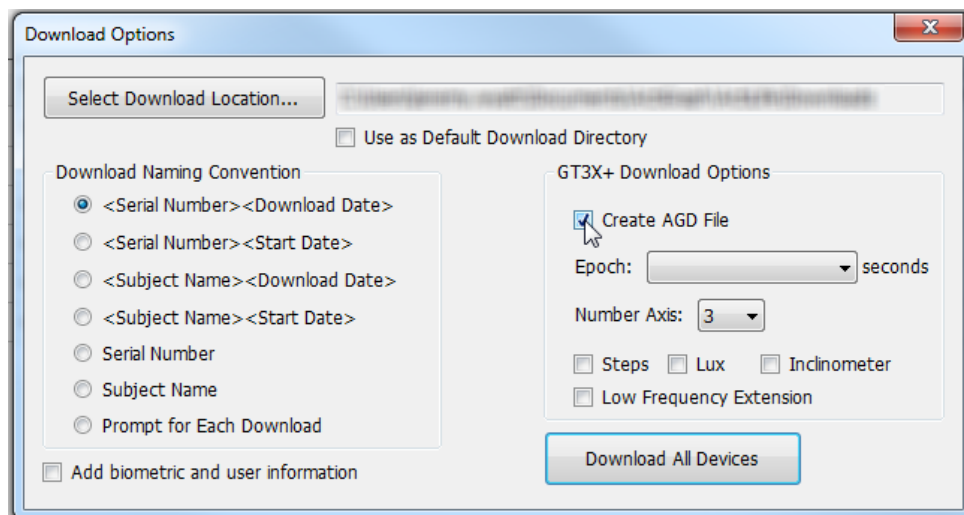 Download Options
Select Download Location...
Use as Default Download Directory
Download Naming Convention
<Serial Number><Download Date>
<Serial Number><Start Date>
<Subject Name><Download Date>
<Subject Name><Start Date>
Serial Number
Subject Name
Prompt for Each Download
Add biometric and user information
GT3X+ Download Options
Create AGD File
Epoch: seconds
Number Axis: 3
Steps Lux Inclinometer
Low Frequency Extension
Download All Devices